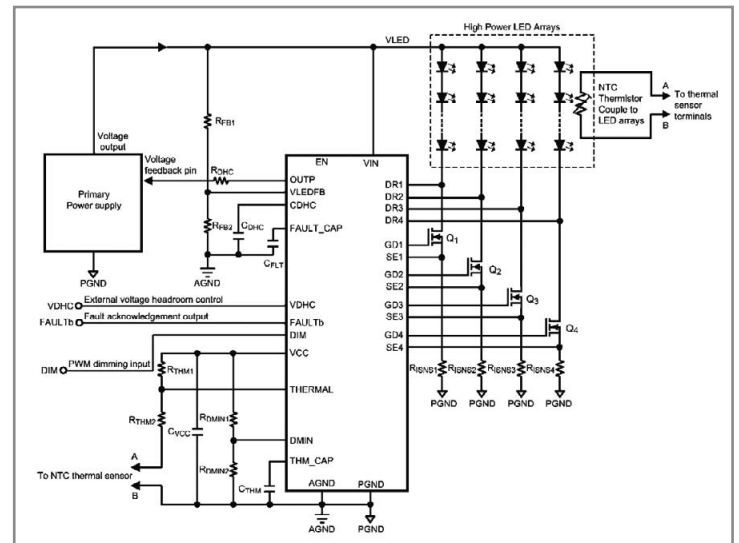 High Power LED Arrays
VLED
NTC
Thermistor
Couple to
LED arrays
A
To thermal
sensor
terminals
B
RFB1
Voltage
output
Voltage
feedback pin
RDHC
Primary
Power supply
PGND
RFB2
AGND
CDHC
CFLT
EN
VIN
OUTP
VLEDFB
CDHC
FAULT_CAP
DR1
DR2
DR3
DR4
GD1
SE1
GD2
SE2
GD3
SE3
GD4
SE4
Q1
Q2
Q3
Q4
VDHC
External voltage headroom control
VDHC
FAULTb
Fault acknowledgement output
FAULTb
DIM
DIM
PWM dimming input
VCC
RTHM1
THERMAL
RTHM2
CVCC
RDMIN1
DMIN
RDMIN2
A
To NTC thermal sensor
B
THM_CAP
CTHM
AGND
PGND
AGND
PGND
RISNS1
RISNS2
RISNS3
RISNS4
PGND
PGND
PGND
PGND